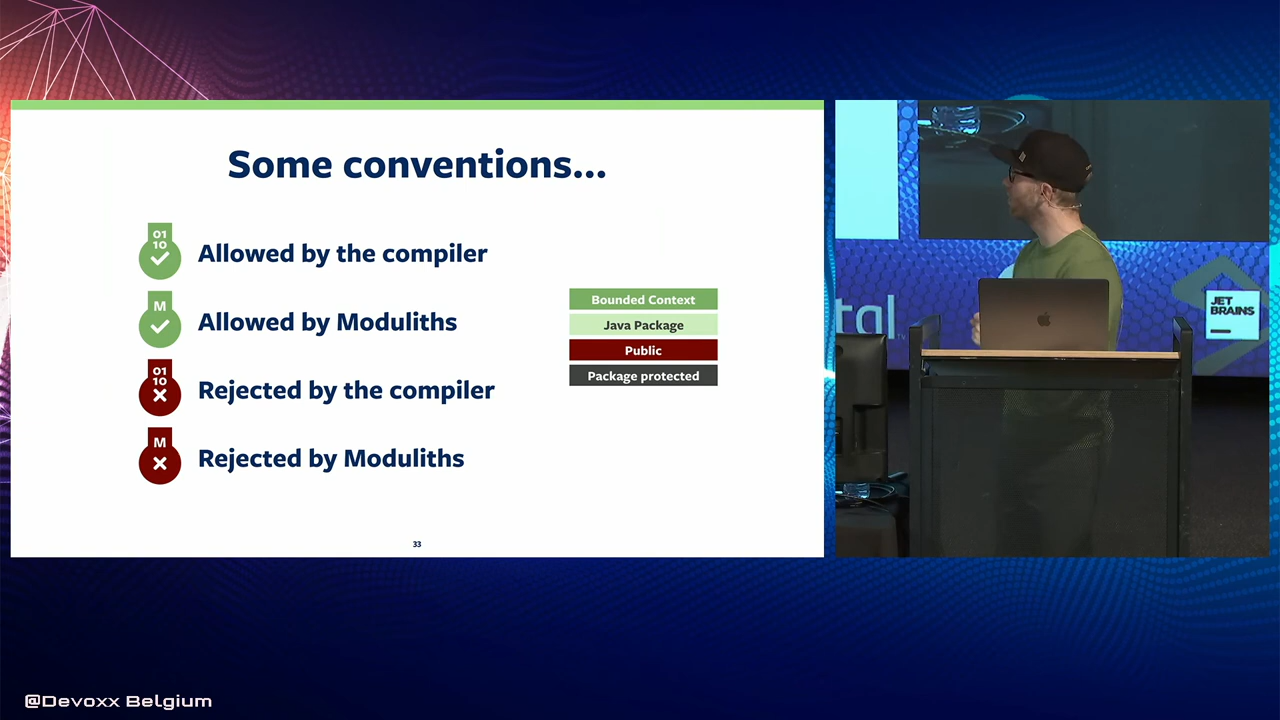 Some conventions...
01
10
Allowed by the compiler
M
Allowed by Moduliths
01
10
Rejected by the compiler
M
Rejected by Moduliths
Bounded Context
Java Package
Public
Package protected
33
tal
JET
BRAINS
@Devoxx Belgium